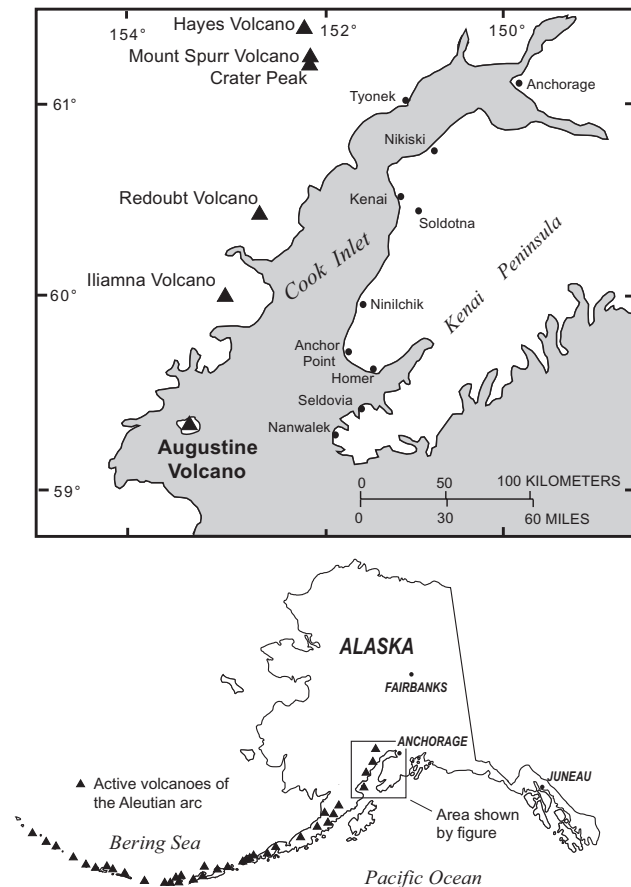 154°
152°
150°
Hayes Volcano
Mount Spurr Volcano
Crater Peak
61°
Tyonek
Anchorage
Nikiski
Redoubt Volcano
Kenai
Soldotna
Cook Inlet
Kenai Peninsula
Iliamna Volcano
60°
Ninilchik
Anchor
Point
Homer
Seldovia
Nanwalek
Augustine
Volcano
59°
0 50 100 KILOMETERS
0 30 60 MILES
ALASKA
FAIRBANKS
ANCHORAGE
JUNEAU
Active volcanoes of
the Aleutian arc
Area shown
by figure
Bering Sea
Pacific Ocean